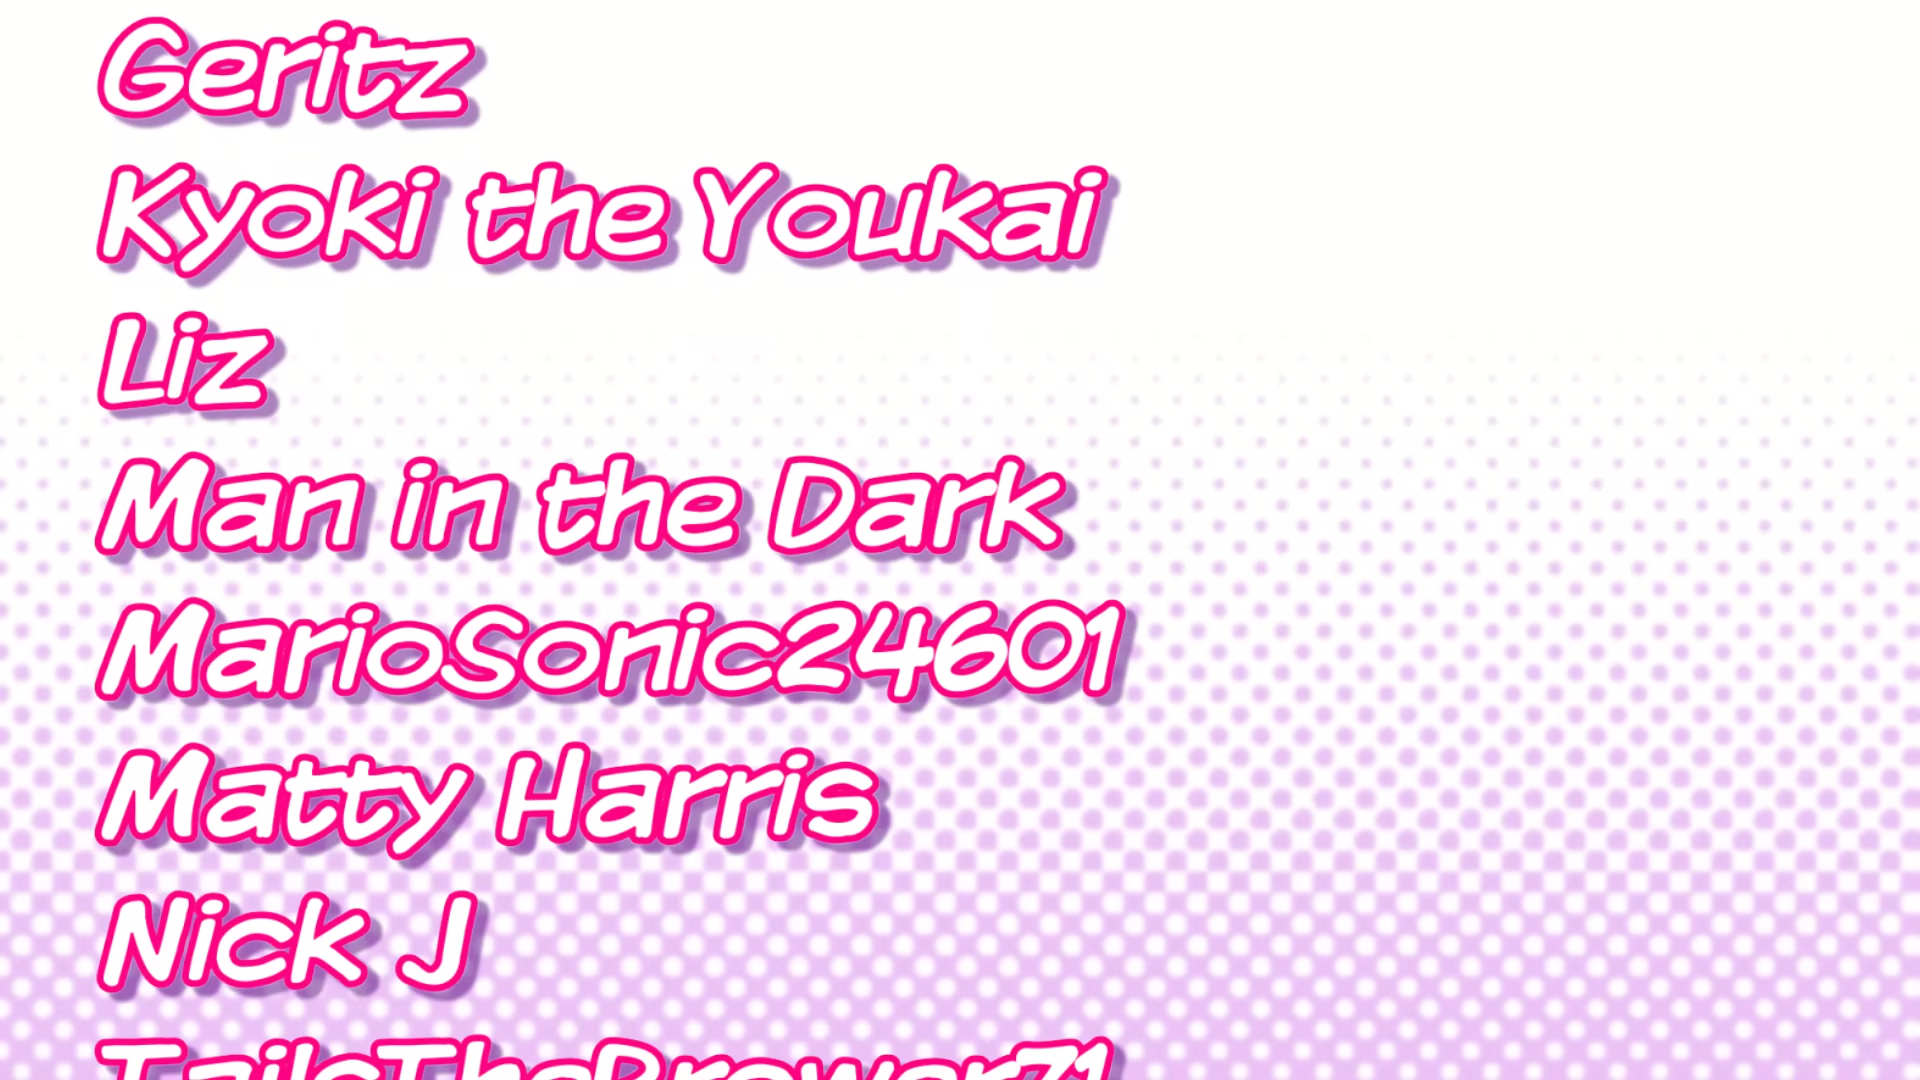 Geritz
Kyoki the Youkai
Liz
Man in the Dark
MarioSonic24601
Matty Harris
Nick J